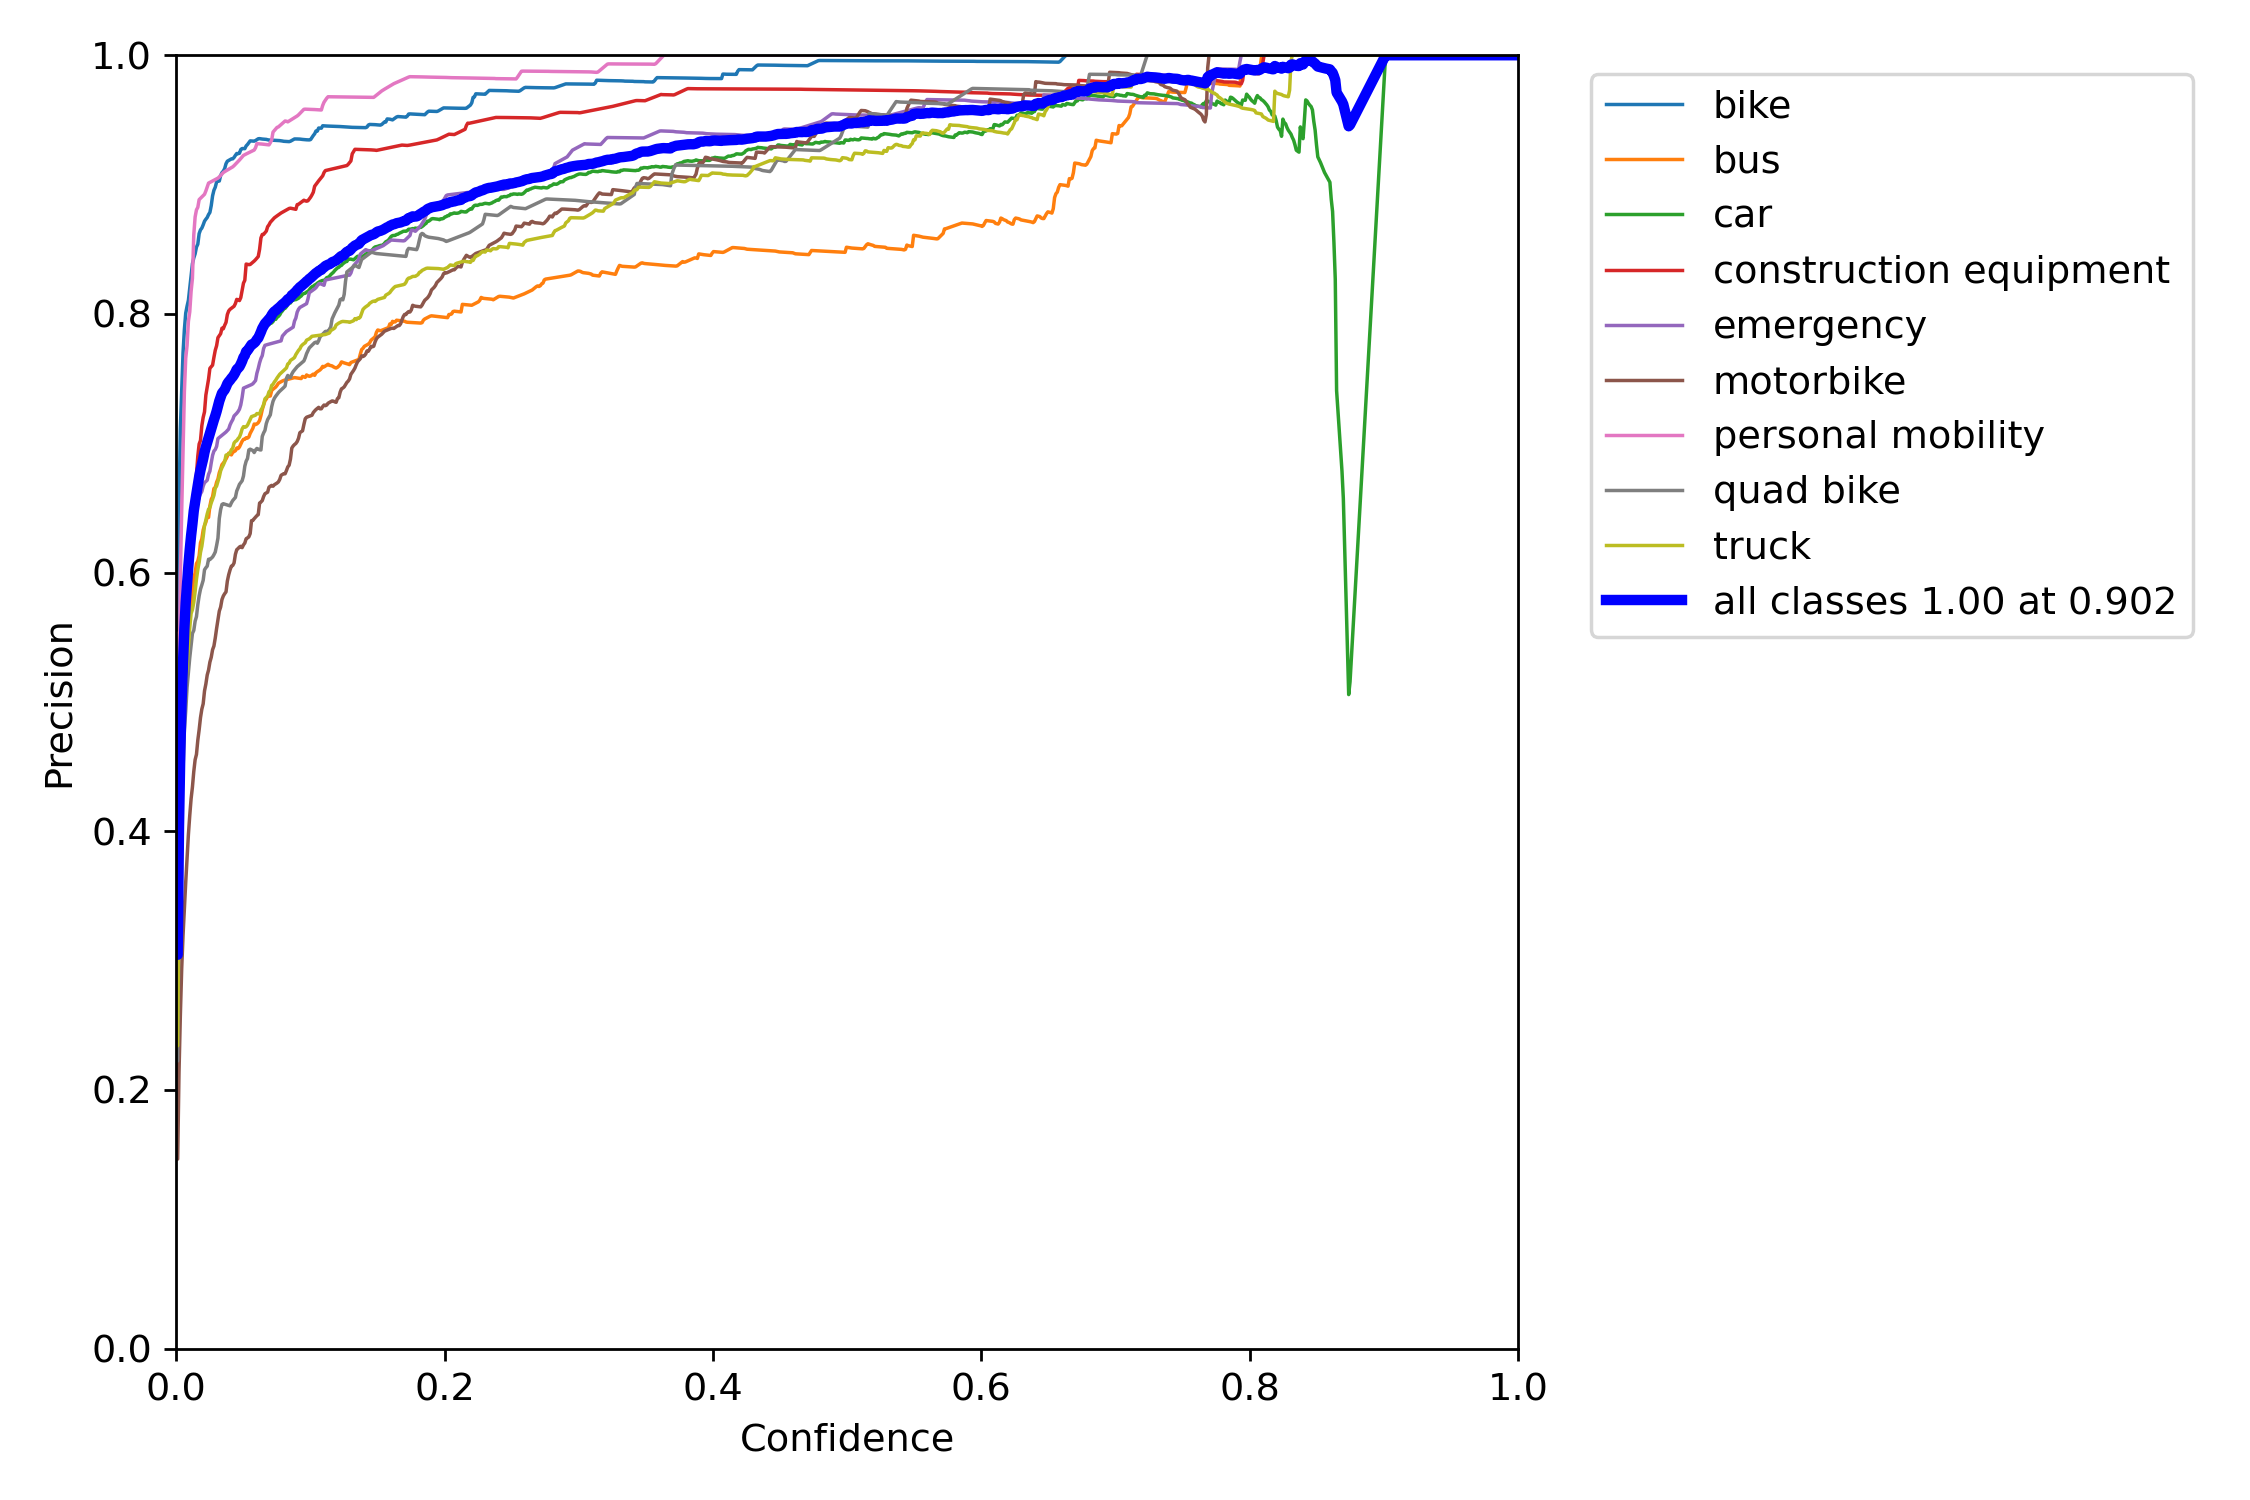 1.0
0.8
0.6
0.4
0.2
0.0
0.0 0.2 0.4 0.6 0.8 1.0
Precision
Confidence
bike
bus
car
construction equipment
emergency
motorbike
personal mobility
quad bike
truck
all classes 1.00 at 0.902